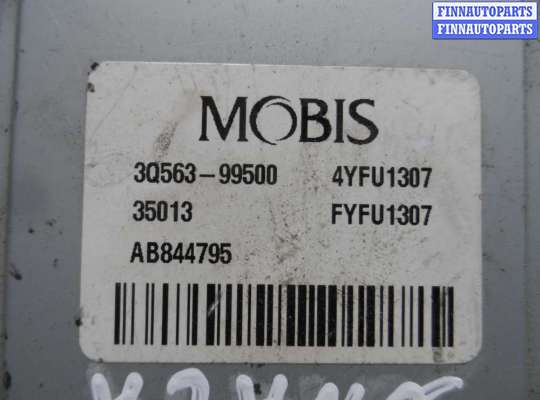 FINNAUTOPARTS
FINNAUTOPARTS
MOBIS
3Q563-99500 4YFU1307
35013 FYFU1307
AB844795